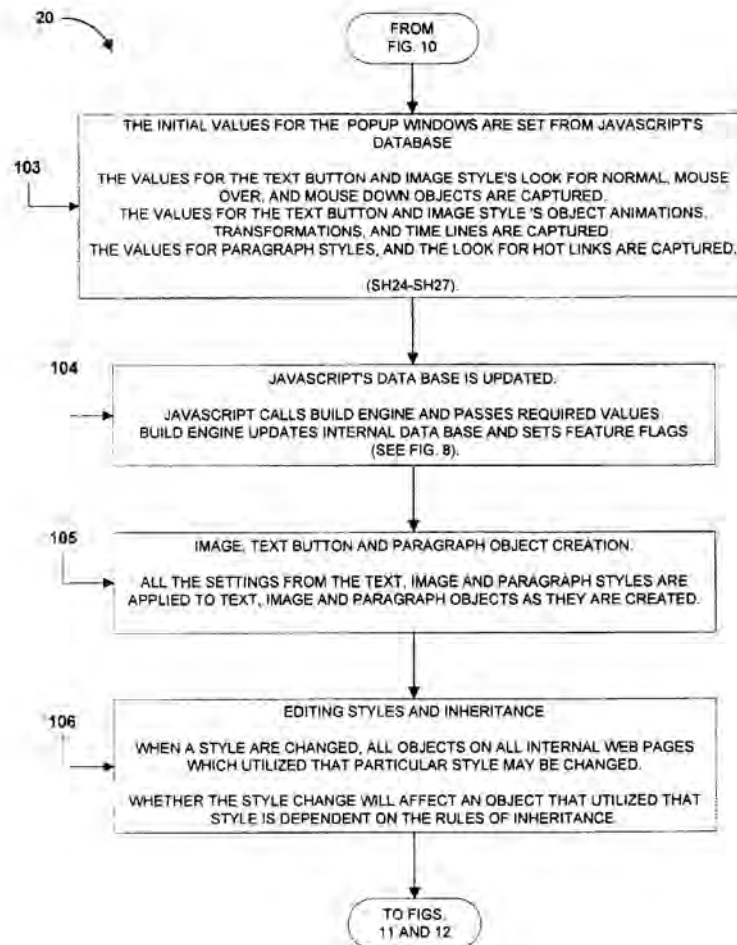 20
FROM
FIG. 10
103
THE INITIAL VALUES FOR THE POPUP WINDOWS ARE SET FROM JAVASCRIPT'S
DATABASE
THE VALUES FOR THE TEXT BUTTON AND IMAGE STYLE'S LOOK FOR NORMAL, MOUSE
OVER, AND MOUSE DOWN OBJECTS ARE CAPTURED.
THE VALUES FOR THE TEXT BUTTON AND IMAGE STYLE 'S OBJECT ANIMATIONS,
TRANSFORMATIONS, AND TIME LINES ARE CAPTURED
THE VALUES FOR PARAGRAPH STYLES, AND THE LOOK FOR HOT LINKS ARE CAPTURED.
(SH24-SH27).
104
JAVASCRIPT'S DATA BASE IS UPDATED.
JAVASCRIPT CALLS BUILD ENGINE AND PASSES REQUIRED VALUES
BUILD ENGINE UPDATES INTERNAL DATA BASE AND SETS FEATURE FLAGS
(SEE FIG. 8).
105
IMAGE, TEXT BUTTON AND PARAGRAPH OBJECT CREATION.
ALL THE SETTINGS FROM THE TEXT, IMAGE AND PARAGRAPH STYLES ARE
APPLIED TO TEXT, IMAGE AND PARAGRAPH OBJECTS AS THEY ARE CREATED.
106
EDITING STYLES AND INHERITANCE
WHEN A STYLE ARE CHANGED, ALL OBJECTS ON ALL INTERNAL WEB PAGES
WHICH UTILIZED THAT PARTICULAR STYLE MAY BE CHANGED.
WHETHER THE STYLE CHANGE WILL AFFECT AN OBJECT THAT UTILIZED THAT
STYLE IS DEPENDENT ON THE RULES OF INHERITANCE
TO FIGS.
11 AND 12